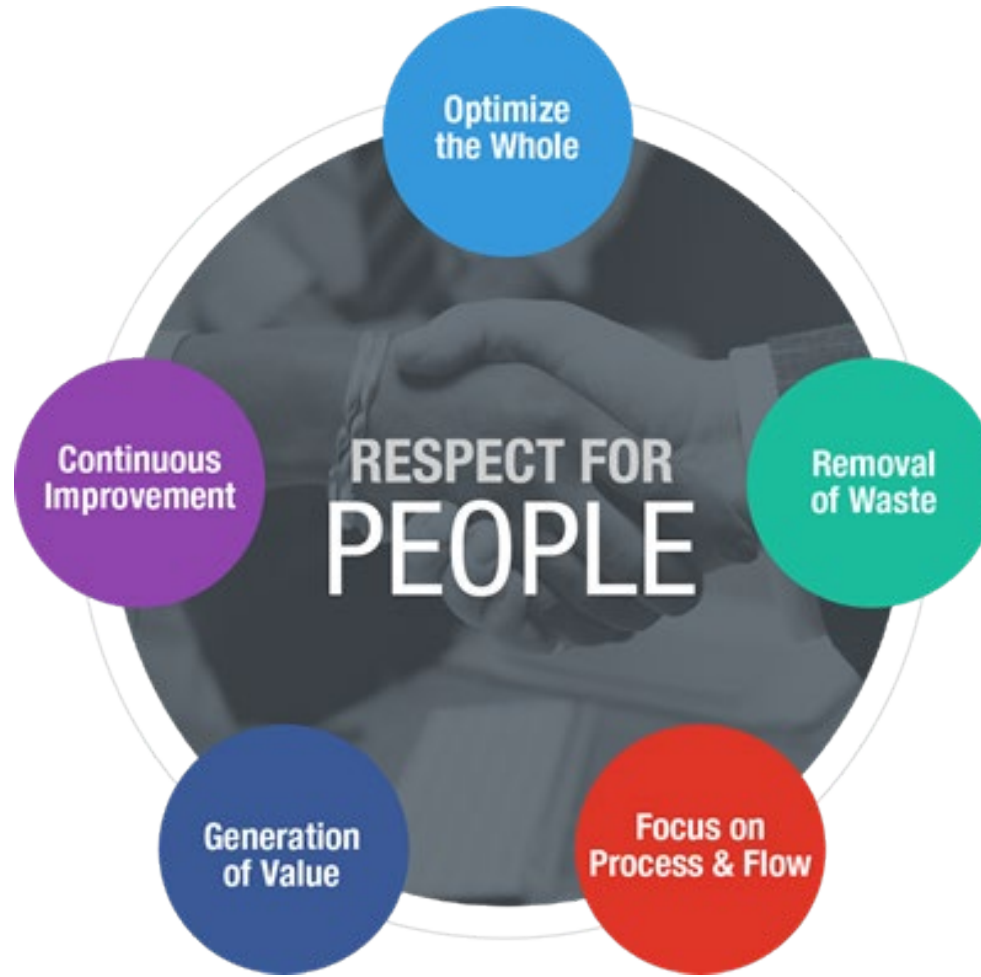 Optimize
the Whole
Continuous
Improvement
RESPECT FOR
PEOPLE
Removal
of Waste
Generation
of Value
Focus on
Process & Flow